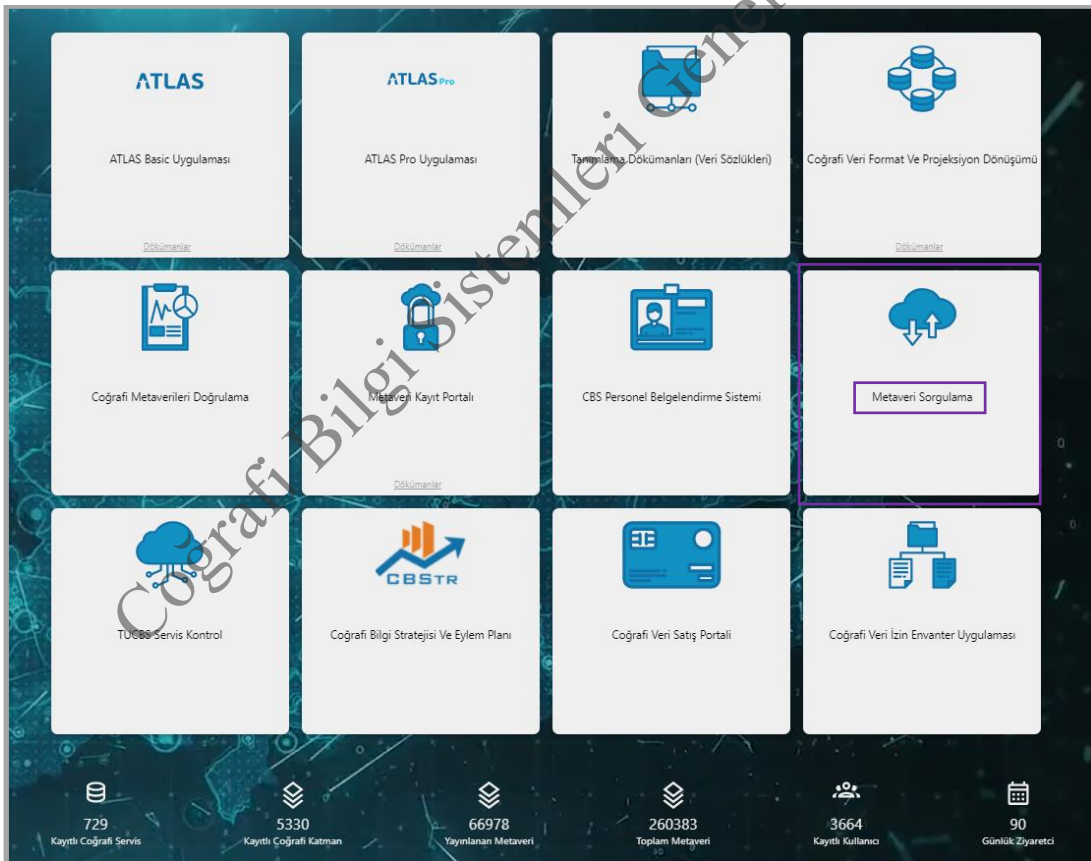 ATLAS
ATLAS Pro
ATLAS Basic Uygulaması
ATLAS Pro Uygulaması
Tanımlama Dökümanları (Veri Sözlükleri)
Coğrafi Veri Format Ve Projeksiyon Dönüşümü
Dökümanlar
Dökümanlar
Dökümanlar
Coğrafi Metaverileri Doğrulama
Metaveri Kayıt Portalı
CBS Personel Belgelendirme Sistemi
Metaveri Sorgulama
Dökümanlar
CBSTR
TUCBS Servis Kontrol
Coğrafi Bilgi Stratejisi Ve Eylem Planı
Coğrafi Veri Satış Portali
Coğrafi Veri İzin Envanter Uygulaması
729
Kayıtlı Coğrafi Servis
5330
Kayıtlı Coğrafi Katman
66978
Yayınlanan Metaveri
260383
Toplam Metaveri
3664
Kayıtlı Kullanıcı
90
Günlük Ziyaretci
Coğrafi Bilgi Sistemleri